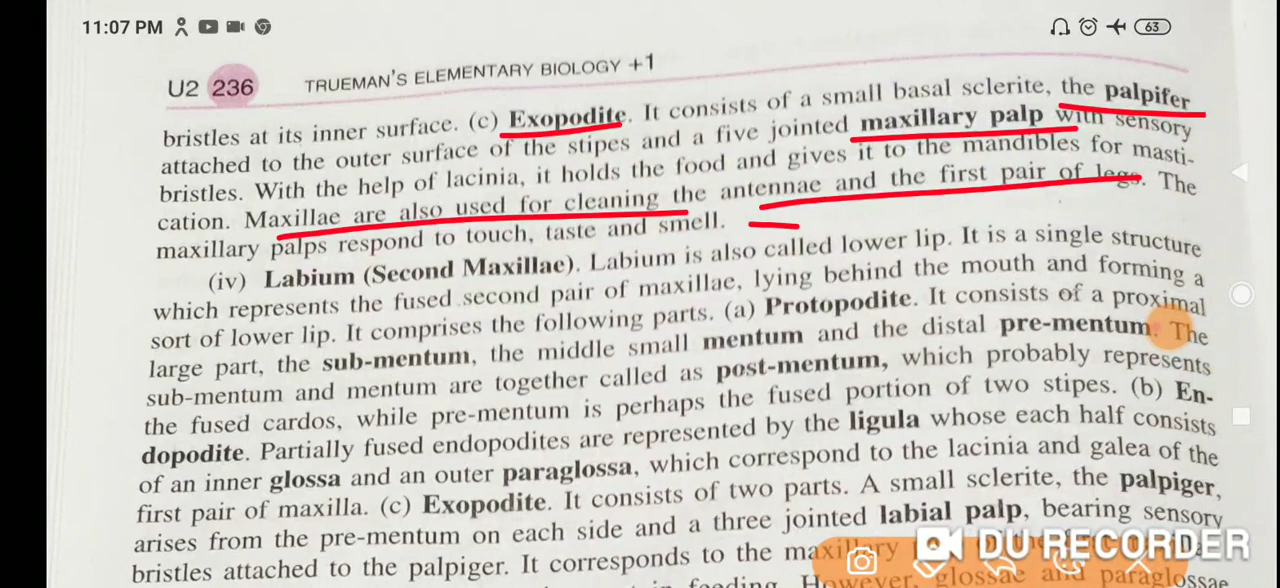 11:07 PM
63
U2 236 TRUEMAN'S ELEMENTARY BIOLOGY +1
bristles at its inner surface. (c) Exopodite. It consists of a small basal sclerite, the palpifer
attached to the outer surface of the stipes and a five jointed maxillary palp with sensory
bristles. With the help of lacinia, it holds the food and gives it to the mandibles for masti-
cation. Maxillae are also used for cleaning the antennae and the first pair of legs. The
maxillary palps respond to touch, taste and smell.
(iv) Labium (Second Maxillae). Labium is also called lower lip. It is a single structure
which represents the fused second pair of maxillae, lying behind the mouth and forming a
sort of lower lip. It comprises the following parts. (a) Protopodite. It consists of a proximal
large part, the sub-mentum, the middle small mentum and the distal pre-mentum. The
sub-mentum and mentum are together called as post-mentum, which probably represents
the fused cardos, while pre-mentum is perhaps the fused portion of two stipes. (b) En-
dopodite. Partially fused endopodites are represented by the ligula whose each half consists
of an inner glossa and an outer paraglossa, which correspond to the lacinia and galea of the
first pair of maxilla. (c) Exopodite. It consists of two parts. A small sclerite, the palpiger,
arises from the pre-mentum on each side and a three jointed labial palp, bearing sensory
bristles attached to the palpiger. It corresponds to the maxillary
feeding. However, glossae and paraglossae
DU RECORDER